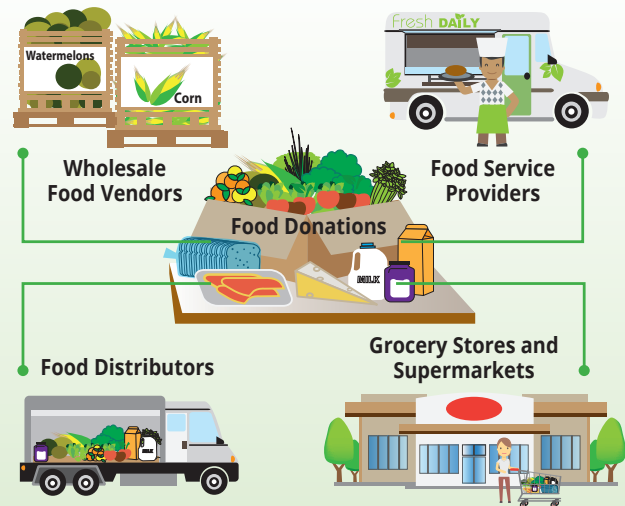 Watermelons
Corn
Fresh DAILY
Wholesale
Food Vendors
Food Service
Providers
Food Donations
MILK
Food Distributors
Grocery Stores and
Supermarkets
MILK